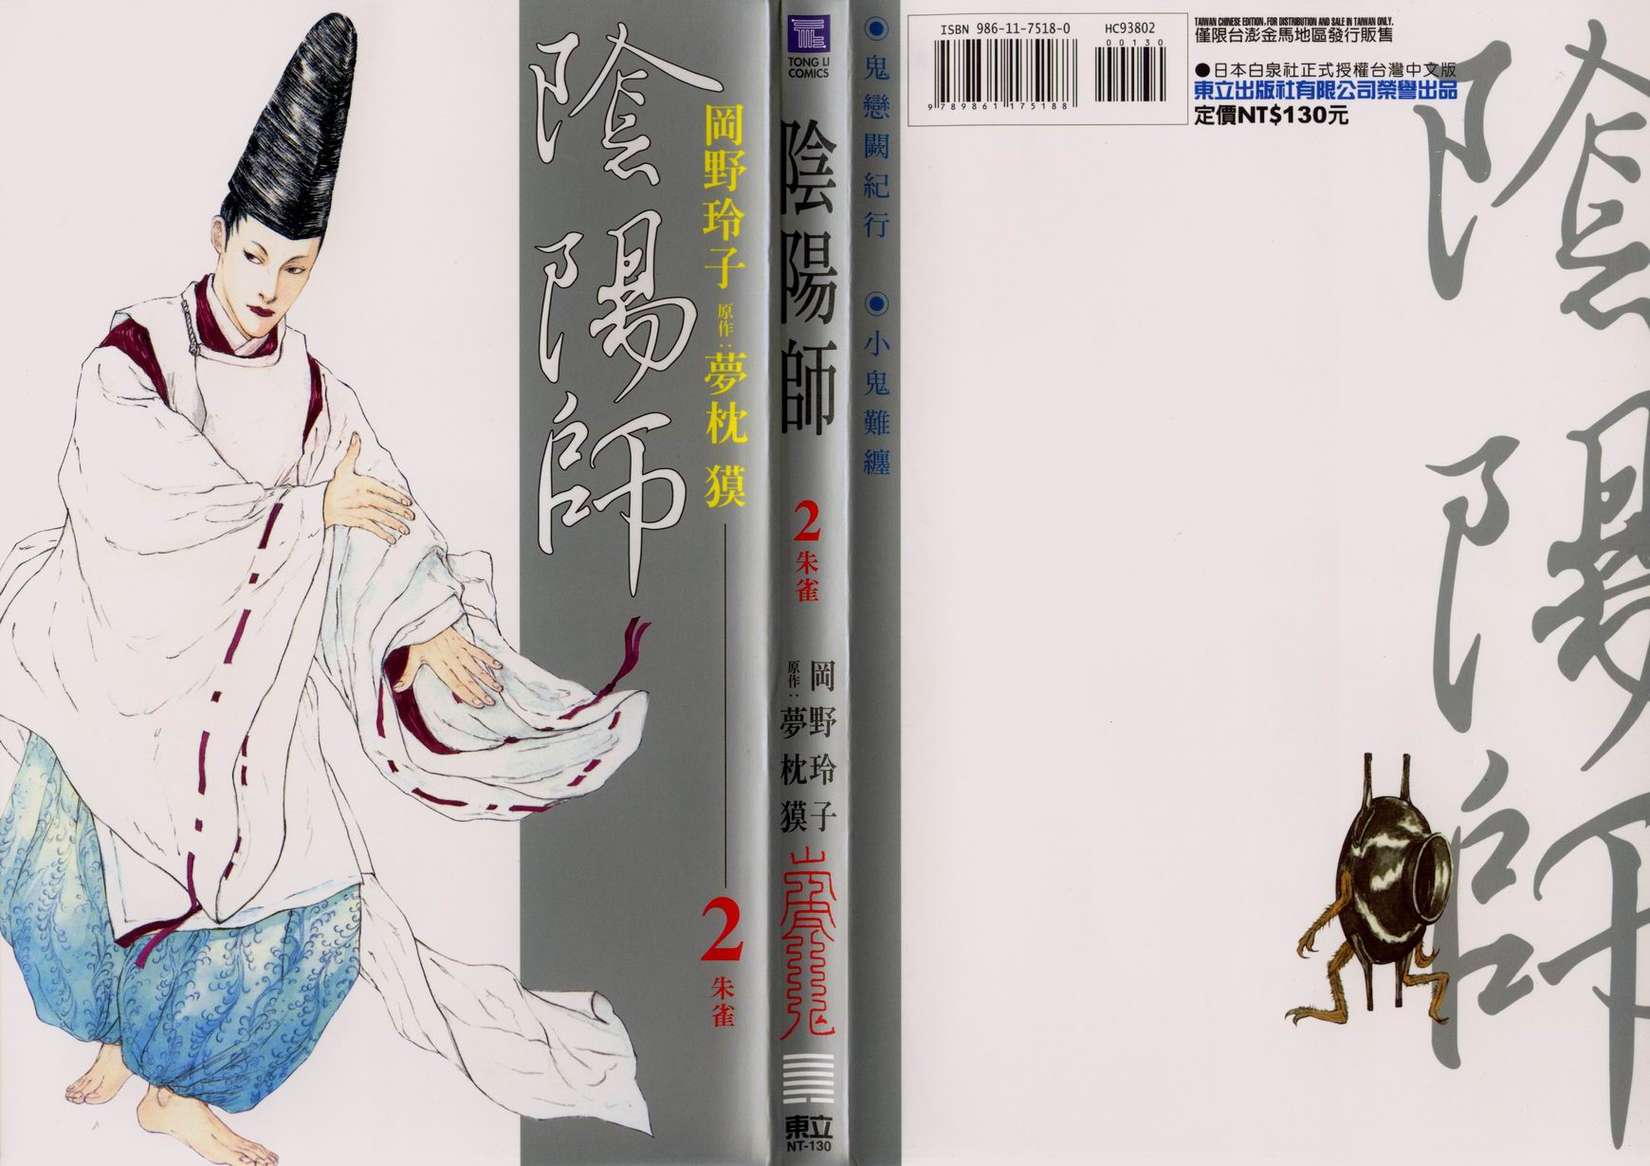 陰陽師
岡野玲子
原作：夢枕 獏
2
朱雀
TONG LI
COMICS
陰陽師
2
朱雀
岡野玲子
原作：夢枕獏
東立
NT-130
◉鬼戀闕紀行 ◉小鬼難纏
ISBN 986-11-7518-0
HC93802
00130
9789861175188
TAIWAN CHINESE EDITION, FOR DISTRIBUTION AND SALE IN TAIWAN ONLY.
僅限台澎金馬地區發行販售
●日本白泉社正式授權台灣中文版
東立出版社有限公司榮譽出品
定價NT$130元
陰陽師